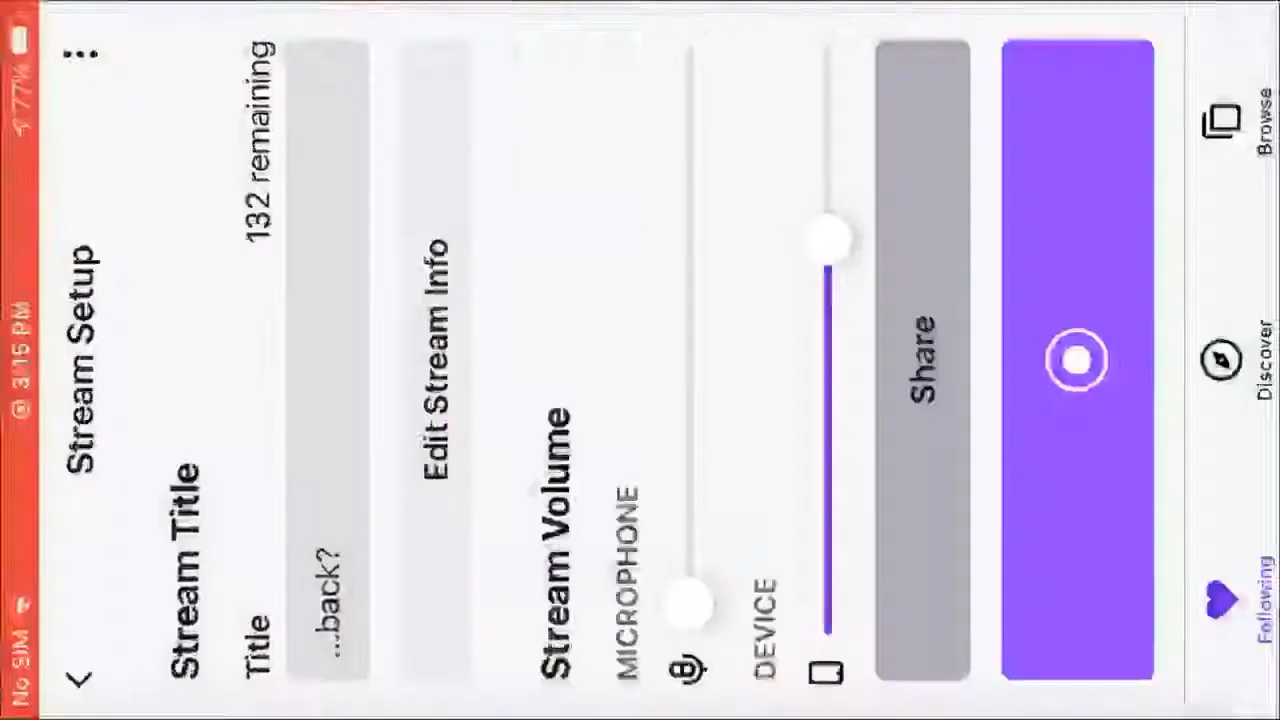 No SIM 3:15 PM 77%
Stream Setup
Stream Title
Title 132 remaining
...back?
Edit Stream Info
Stream Volume
MICROPHONE
DEVICE
Share
Following Discover Browse